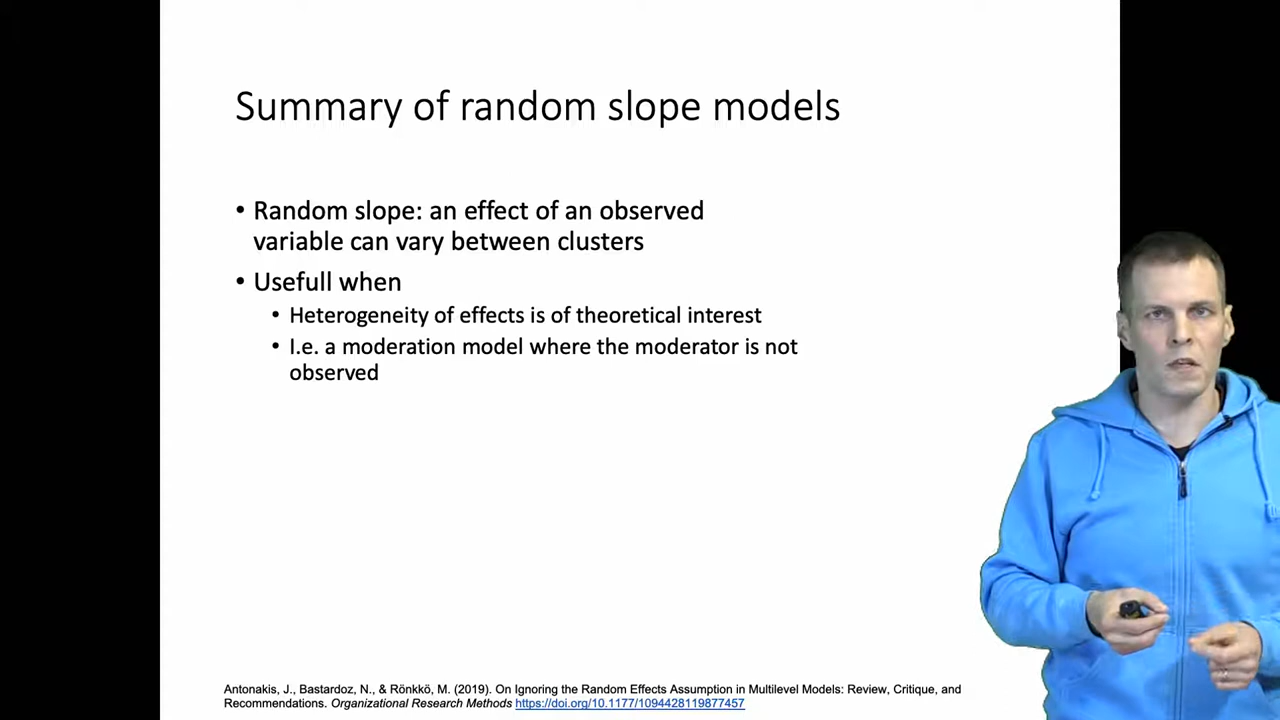 Summary of random slope models
• Random slope: an effect of an observed
variable can vary between clusters
• Usefull when
• Heterogeneity of effects is of theoretical interest
• I.e. a moderation model where the moderator is not
observed
Antonakis, J., Bastardoz, N., & Rönkkö, M. (2019). On Ignoring the Random Effects Assumption in Multilevel Models: Review, Critique, and
Recommendations. Organizational Research Methods https://doi.org/10.1177/1094428119877457